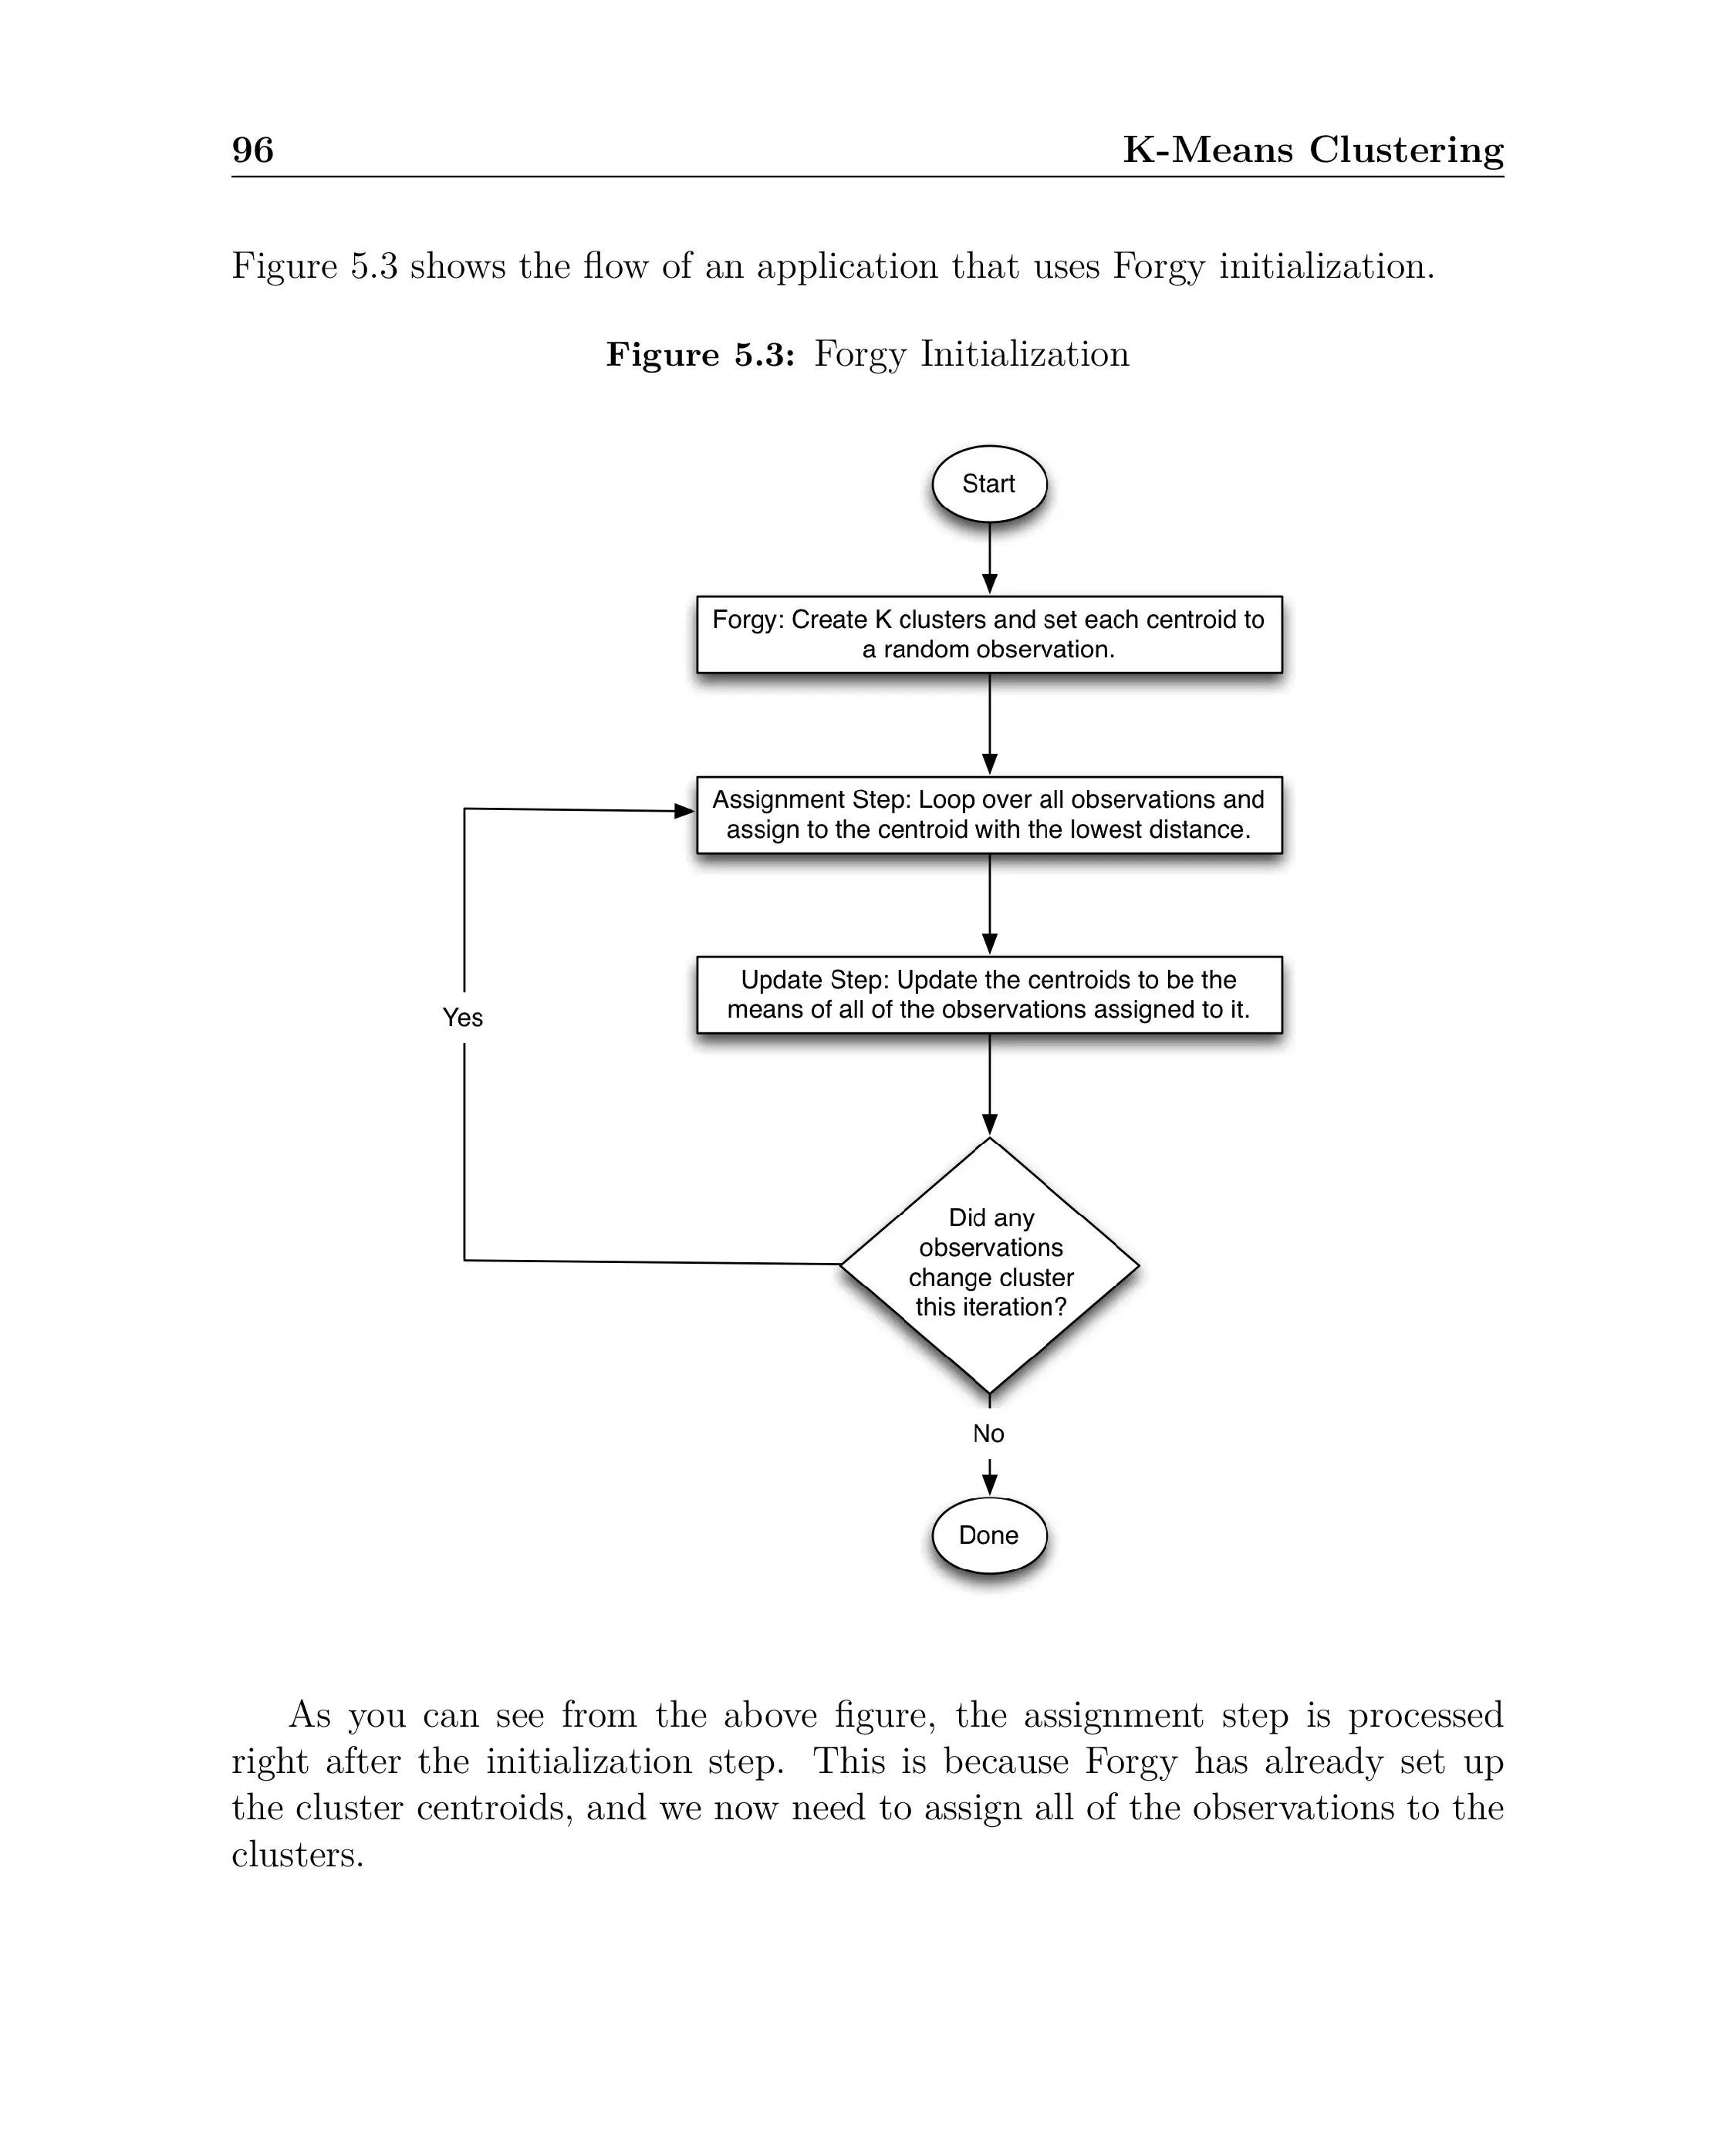 96 K-Means Clustering
Figure 5.3 shows the flow of an application that uses Forgy initialization.
Figure 5.3: Forgy Initialization
Start
Forgy: Create K clusters and set each centroid to
a random observation.
Assignment Step: Loop over all observations and
assign to the centroid with the lowest distance.
Update Step: Update the centroids to be the
means of all of the observations assigned to it.
Yes
Did any
observations
change cluster
this iteration?
No
Done
As you can see from the above figure, the assignment step is processed
right after the initialization step. This is because Forgy has already set up
the cluster centroids, and we now need to assign all of the observations to the
clusters.